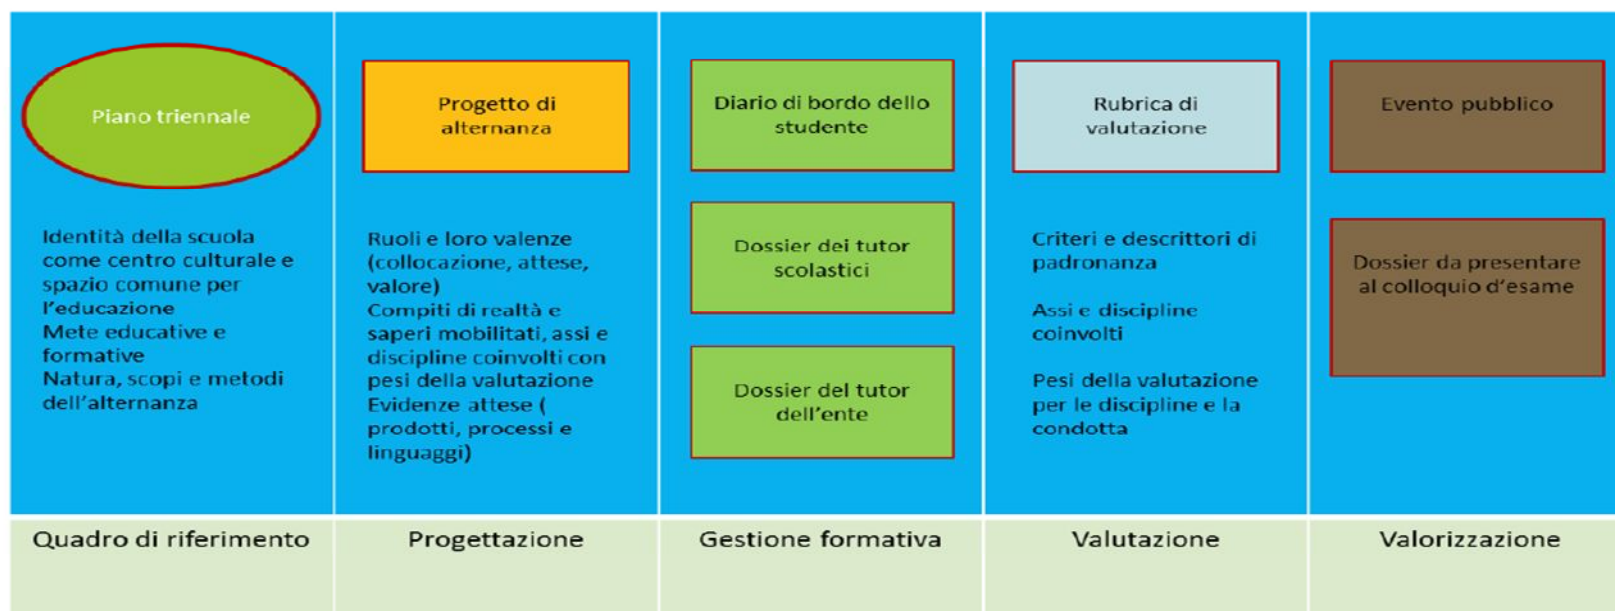 Piano triennale
Identità della scuola
come centro culturale e
spazio comune per
l'educazione
Mete educative e
formative
Natura, scopi e metodi
dell'alternanza
Quadro di riferimento
Progetto di
alternanza
Ruoli e loro valenze
(collocazione, attese,
valore)
Compiti di realtà e
saperi mobilitati, assi e
discipline coinvolti con
pesi della valutazione
Evidenze attese (
prodotti, processi e
linguaggi)
Progettazione
Diario di bordo dello
studente
Dossier dei tutor
scolastici
Dossier del tutor
dell'ente
Gestione formativa
Rubrica di
valutazione
Criteri e descrittori di
padronanza
Assi e discipline
coinvolti
Pesi della valutazione
per le discipline e la
condotta
Valutazione
Evento pubblico
Dossier da presentare
al colloquio d'esame
Valorizzazione